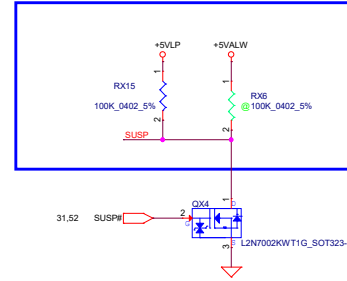 +5VLP +5VALW
1 1
RX15 RX6
100K_0402_5% @100K_0402_5%
2 2
SUSP
1
QX4 D
31,52 SUSP# 2 G
S L2N7002KWT1G_SOT323-
3